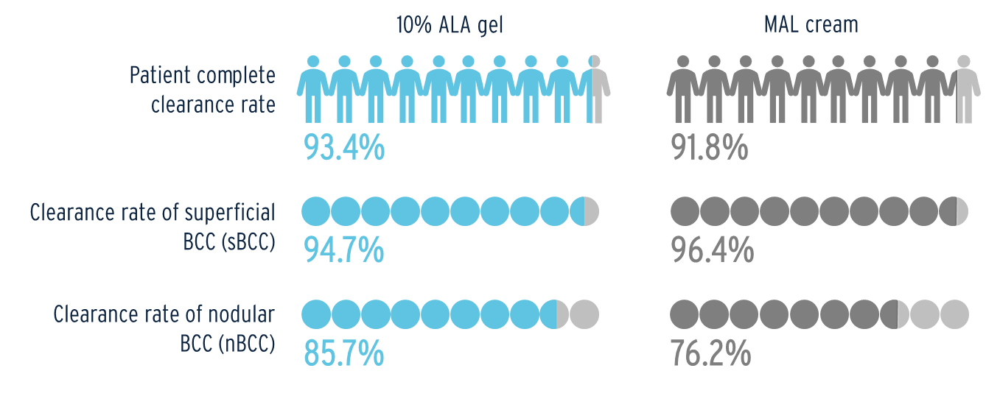 10% ALA gel
MAL cream
Patient complete
clearance rate
93.4%
91.8%
Clearance rate of superficial
BCC (sBCC)
94.7%
96.4%
Clearance rate of nodular
BCC (nBCC)
85.7%
76.2%